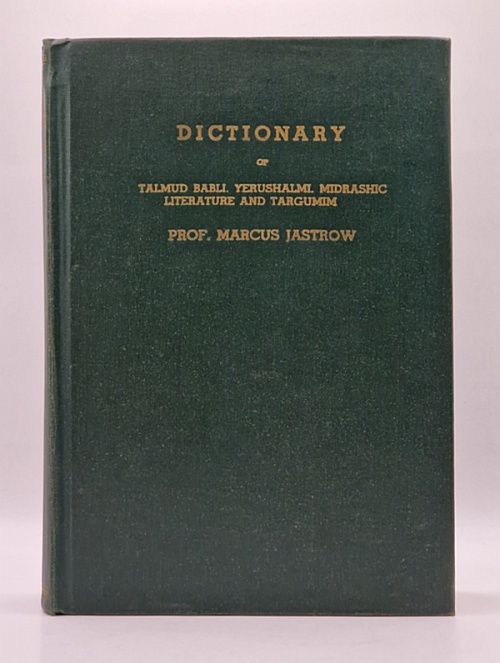 DICTIONARY
OF
TALMUD BABLI, YERUSHALMI, MIDRASHIC
LITERATURE AND TARGUMIM
PROF. MARCUS JASTROW